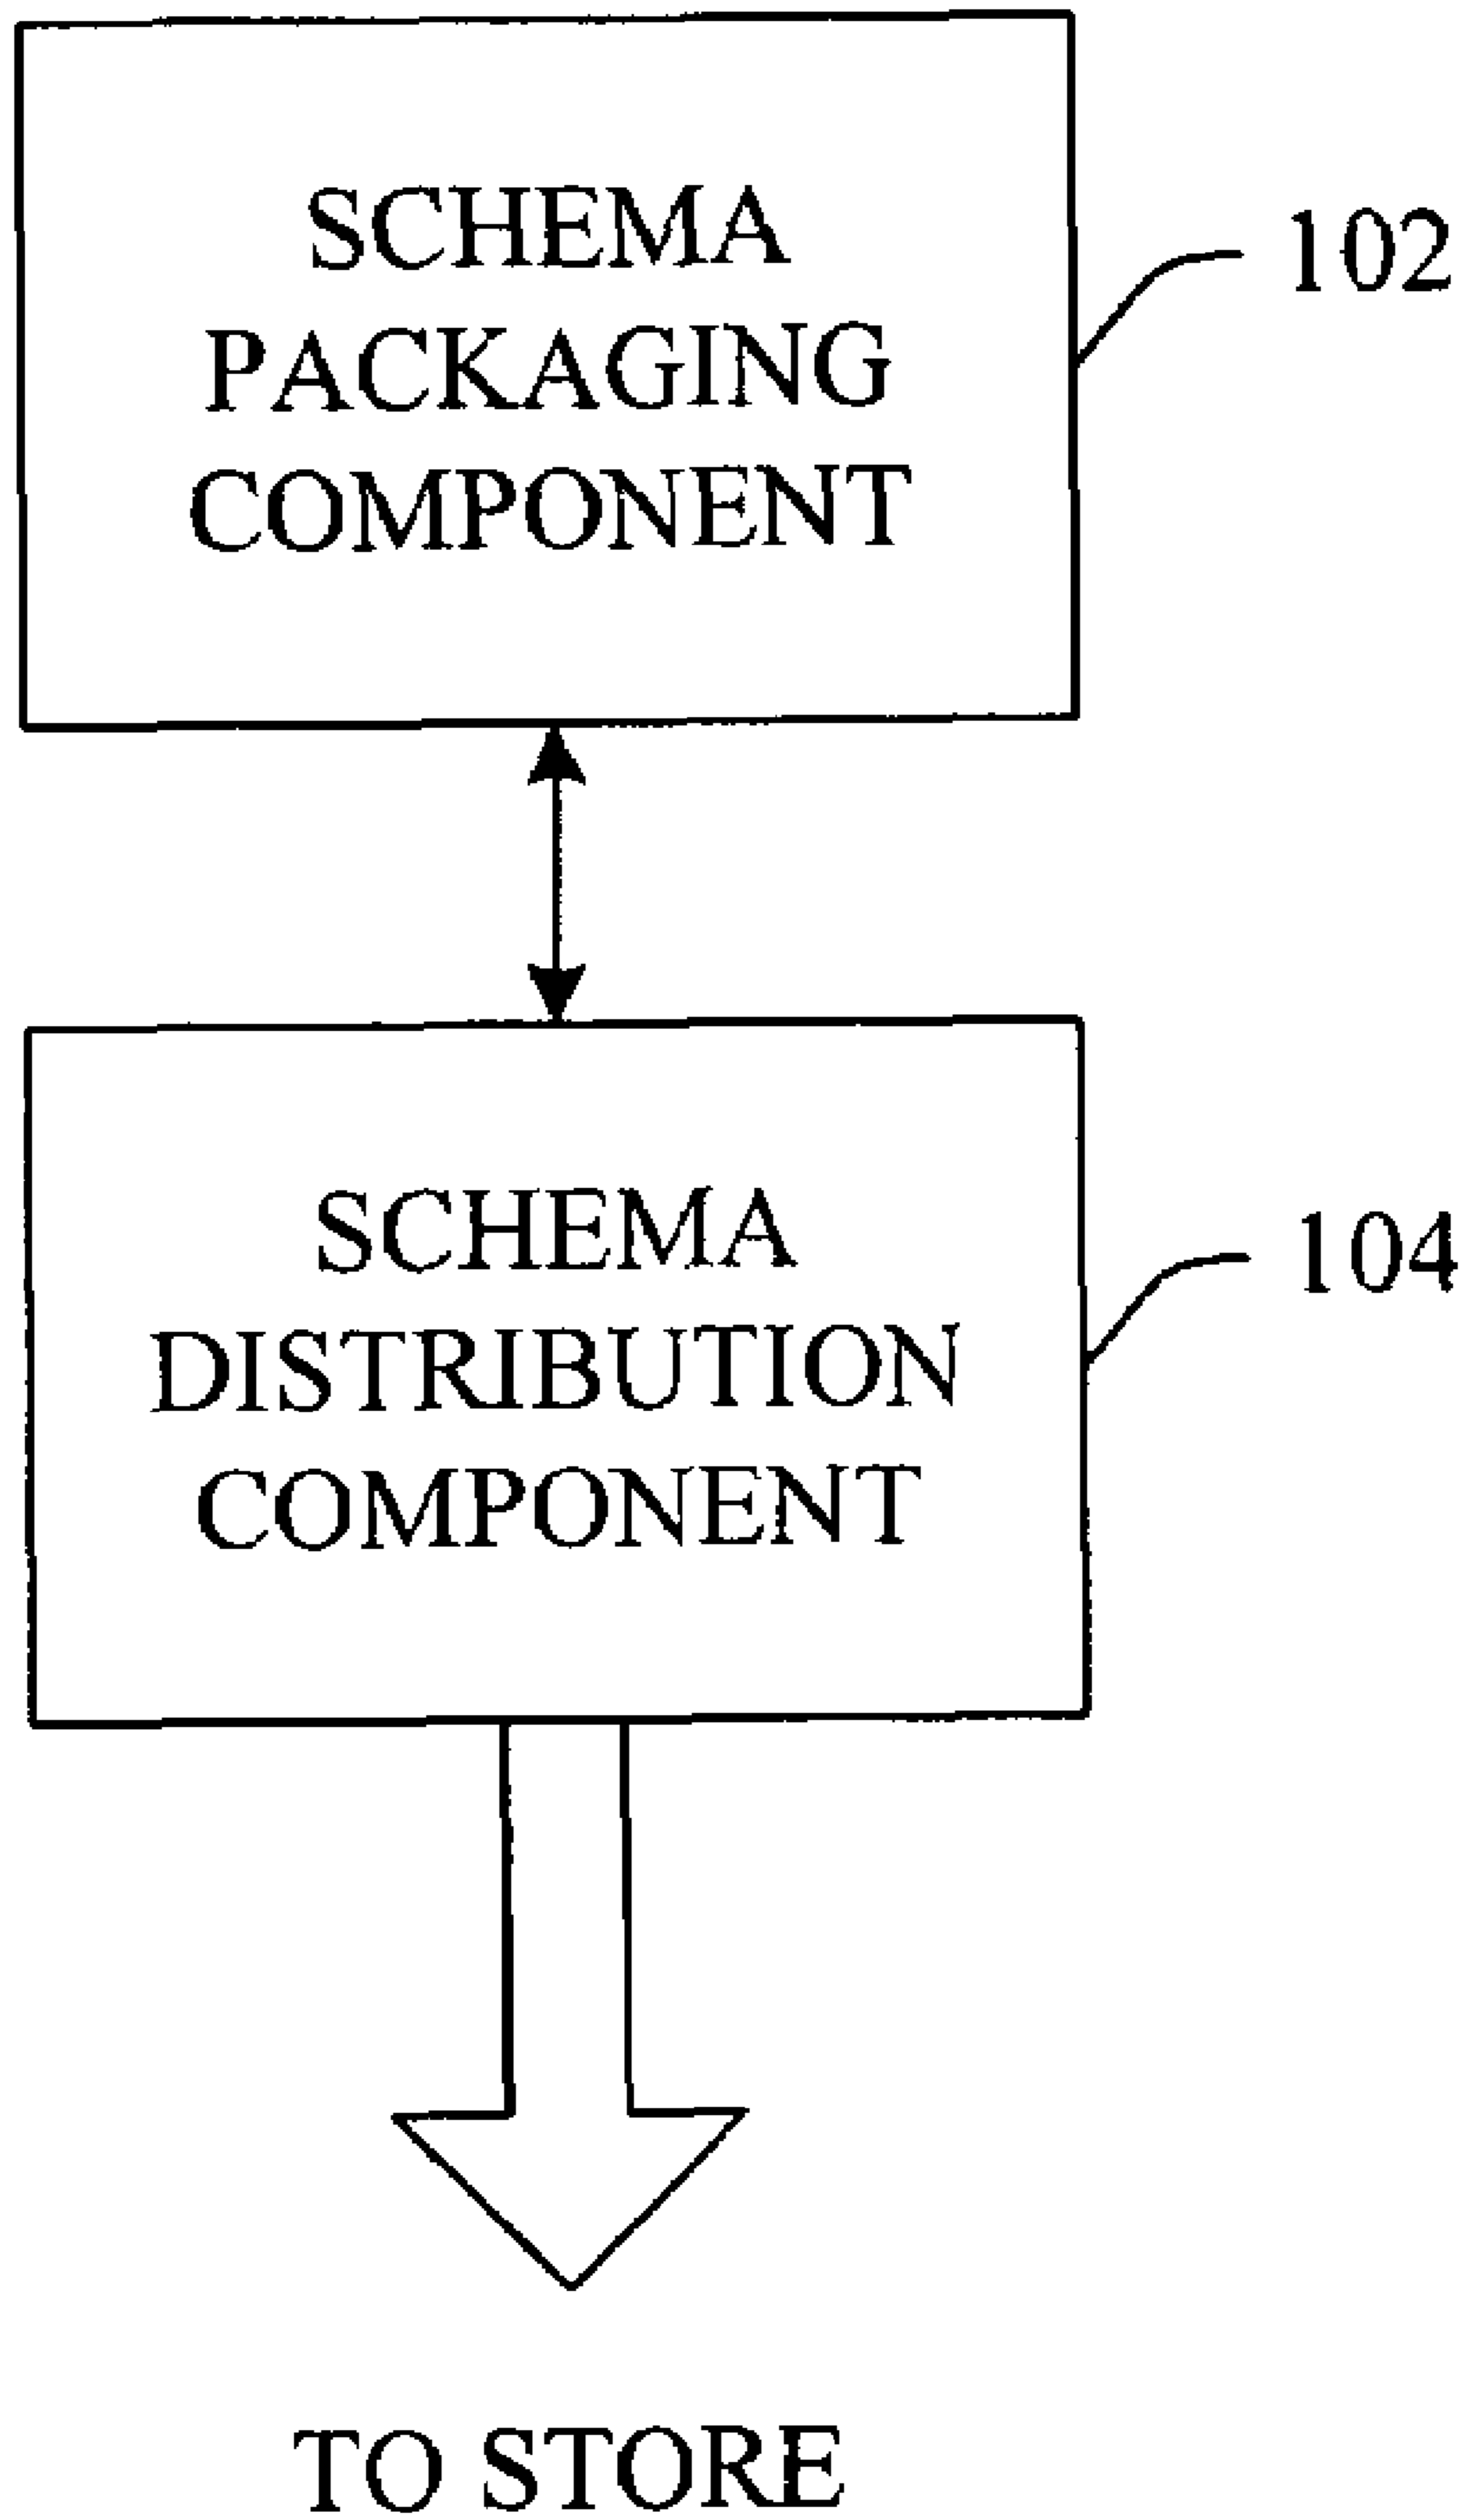 SCHEMA
PACKAGING
COMPONENT
102
SCHEMA
DISTRIBUTION
COMPONENT
104
TO STORE